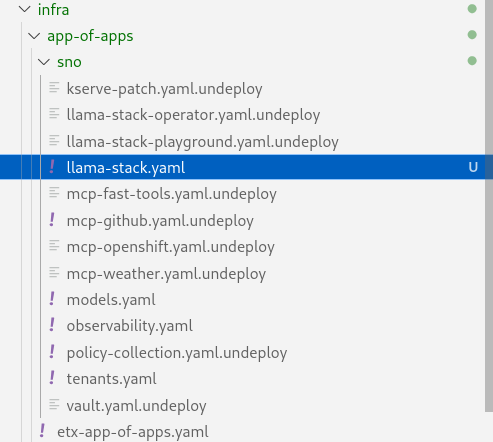 infra
app-of-apps
sno
kserve-patch.yaml.undeploy
llama-stack-operator.yaml.undeploy
llama-stack-playground.yaml.undeploy
! llama-stack.yaml U
mcp-fast-tools.yaml.undeploy
! mcp-github.yaml.undeploy
mcp-openshift.yaml.undeploy
mcp-weather.yaml.undeploy
! models.yaml
! observability.yaml
! policy-collection.yaml.undeploy
! tenants.yaml
vault.yaml.undeploy
! etx-app-of-apps.yaml